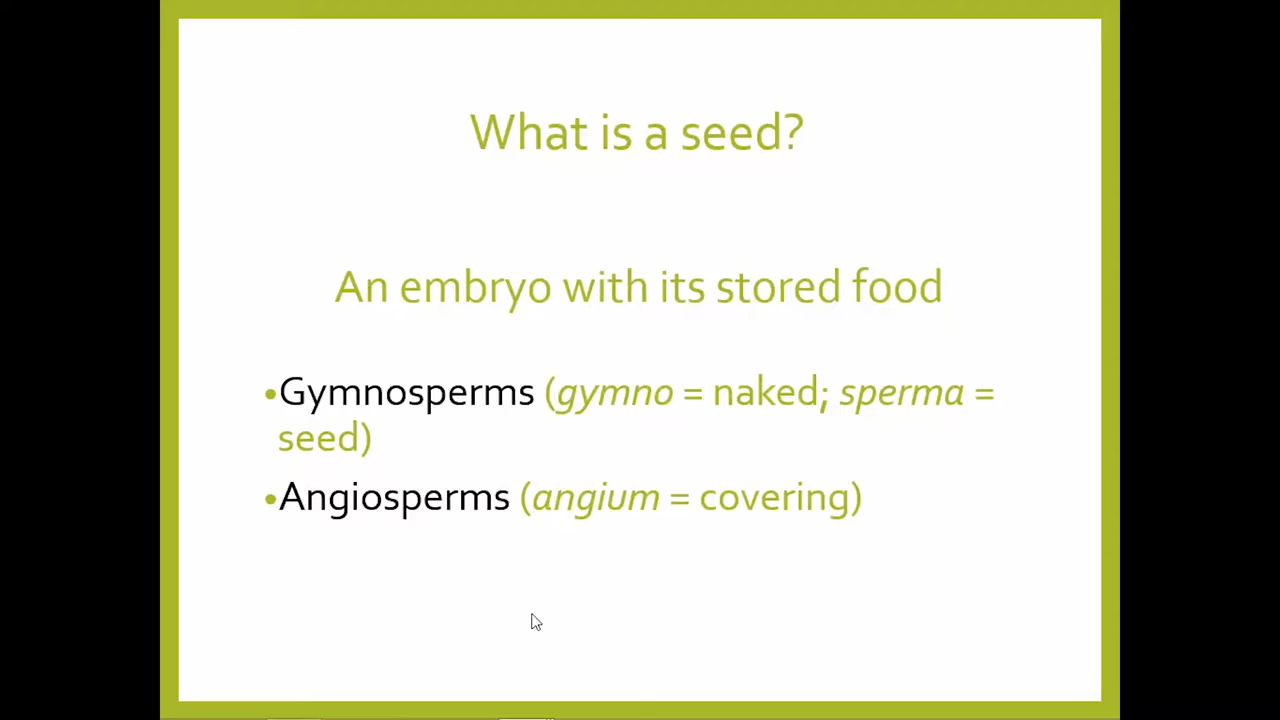 What is a seed?
An embryo with its stored food
•Gymnosperms (gymno = naked; sperma =
seed)
•Angiosperms (angium = covering)